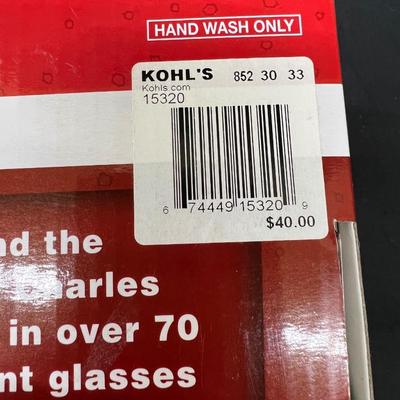 HAND WASH ONLY
KOHL'S 852 30 33
Kohls.com
15320
6 74449 15320 9
$40.00
nd the
harles
in over 70
nt glasses